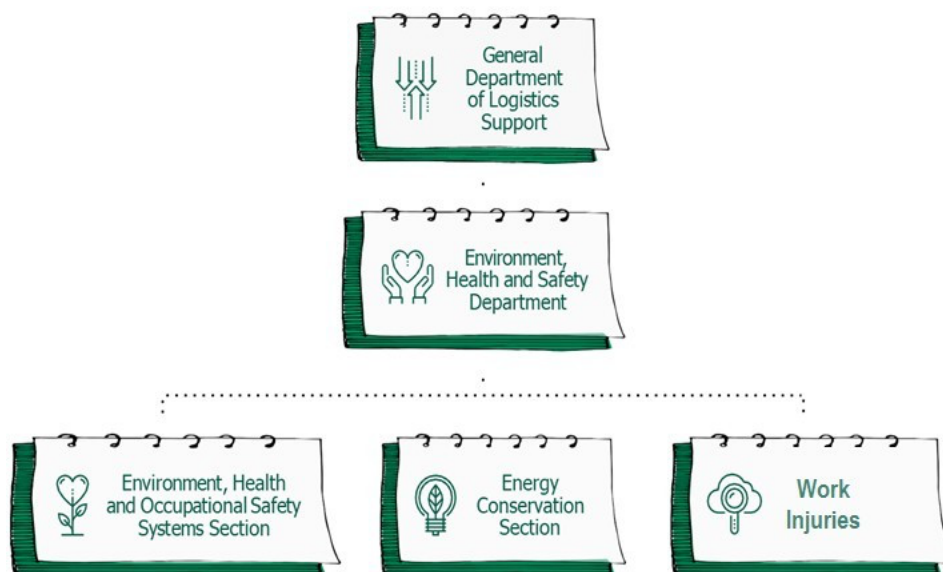 General
Department
of Logistics
Support
Environment,
Health and Safety
Department
Environment, Health
and Occupational Safety
Systems Section
Energy
Conservation
Section
Work
Injuries